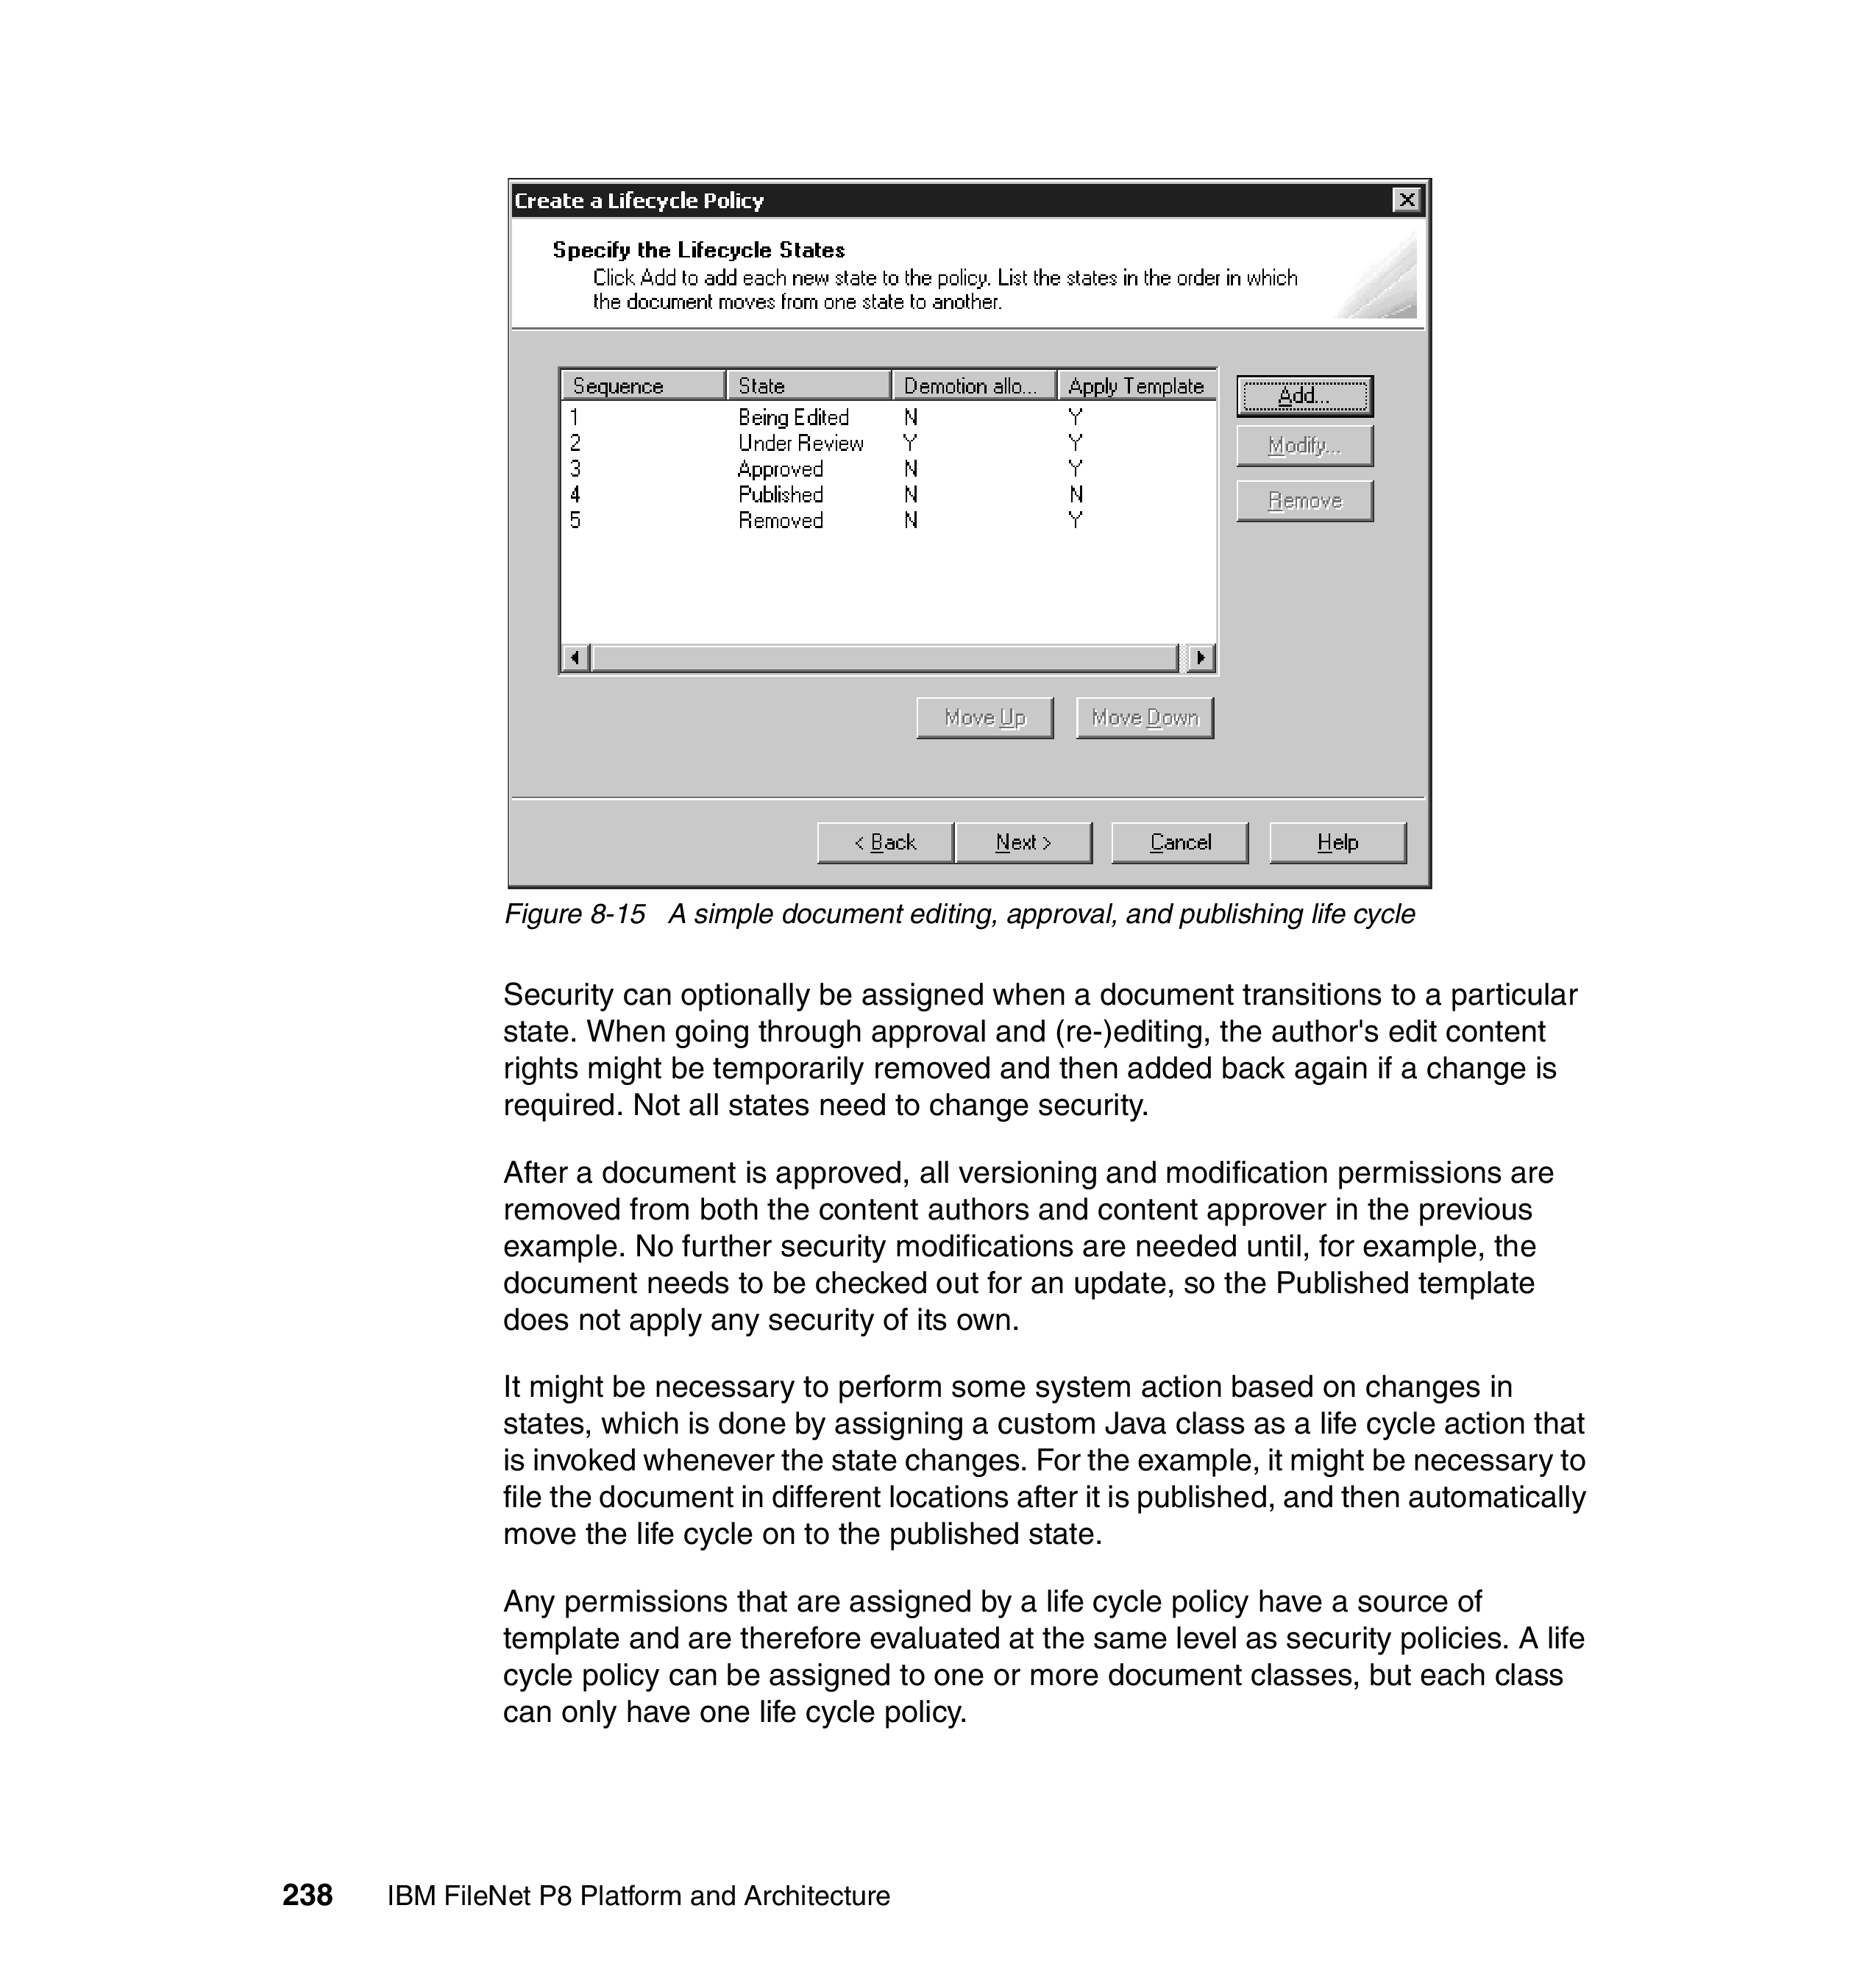 Create a Lifecycle Policy
Specify the Lifecycle States
Click Add to add each new state to the policy. List the states in the order in which
the document moves from one state to another.
Sequence State Demotion allo... Apply Template
1 Being Edited N Y
2 Under Review Y Y
3 Approved N Y
4 Published N N
5 Removed N Y
Add...
Modify...
Remove
Move Up Move Down
< Back Next > Cancel Help
Figure 8-15 A simple document editing, approval, and publishing life cycle
Security can optionally be assigned when a document transitions to a particular
state. When going through approval and (re-)editing, the author's edit content
rights might be temporarily removed and then added back again if a change is
required. Not all states need to change security.
After a document is approved, all versioning and modification permissions are
removed from both the content authors and content approver in the previous
example. No further security modifications are needed until, for example, the
document needs to be checked out for an update, so the Published template
does not apply any security of its own.
It might be necessary to perform some system action based on changes in
states, which is done by assigning a custom Java class as a life cycle action that
is invoked whenever the state changes. For the example, it might be necessary to
file the document in different locations after it is published, and then automatically
move the life cycle on to the published state.
Any permissions that are assigned by a life cycle policy have a source of
template and are therefore evaluated at the same level as security policies. A life
cycle policy can be assigned to one or more document classes, but each class
can only have one life cycle policy.
238 IBM FileNet P8 Platform and Architecture